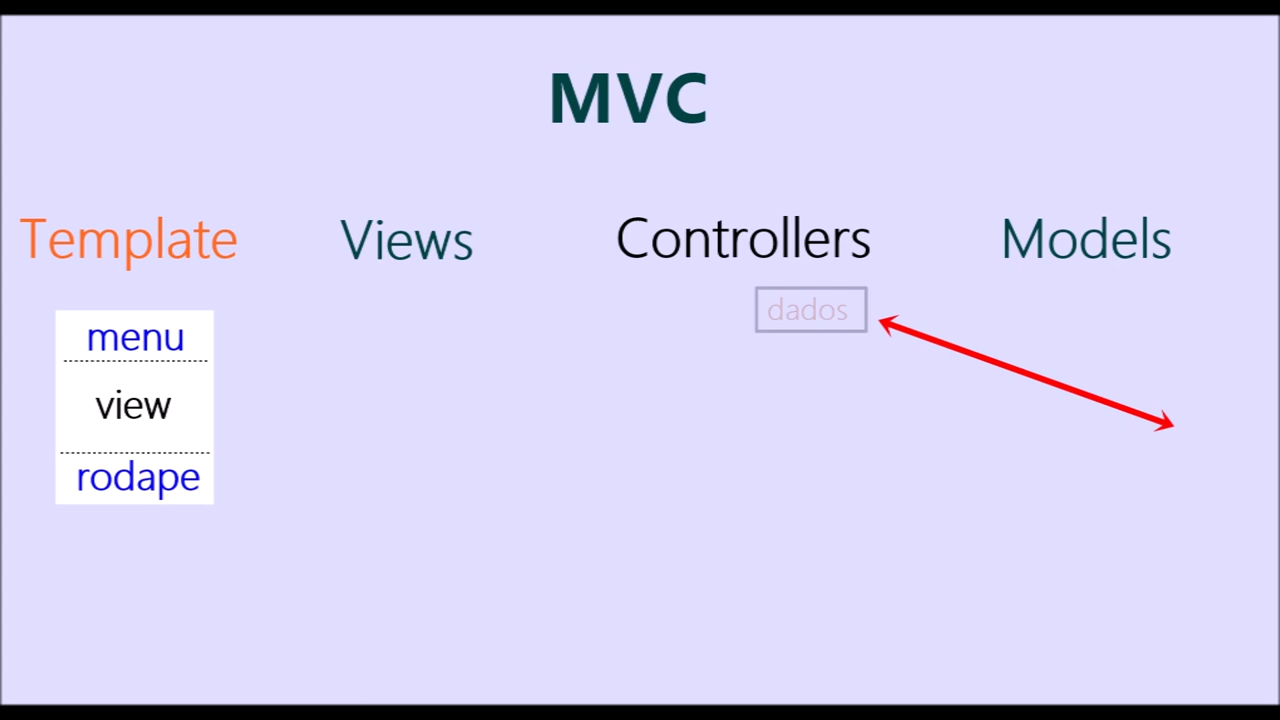 MVC
Template Views Controllers Models
dados
menu
view
rodape